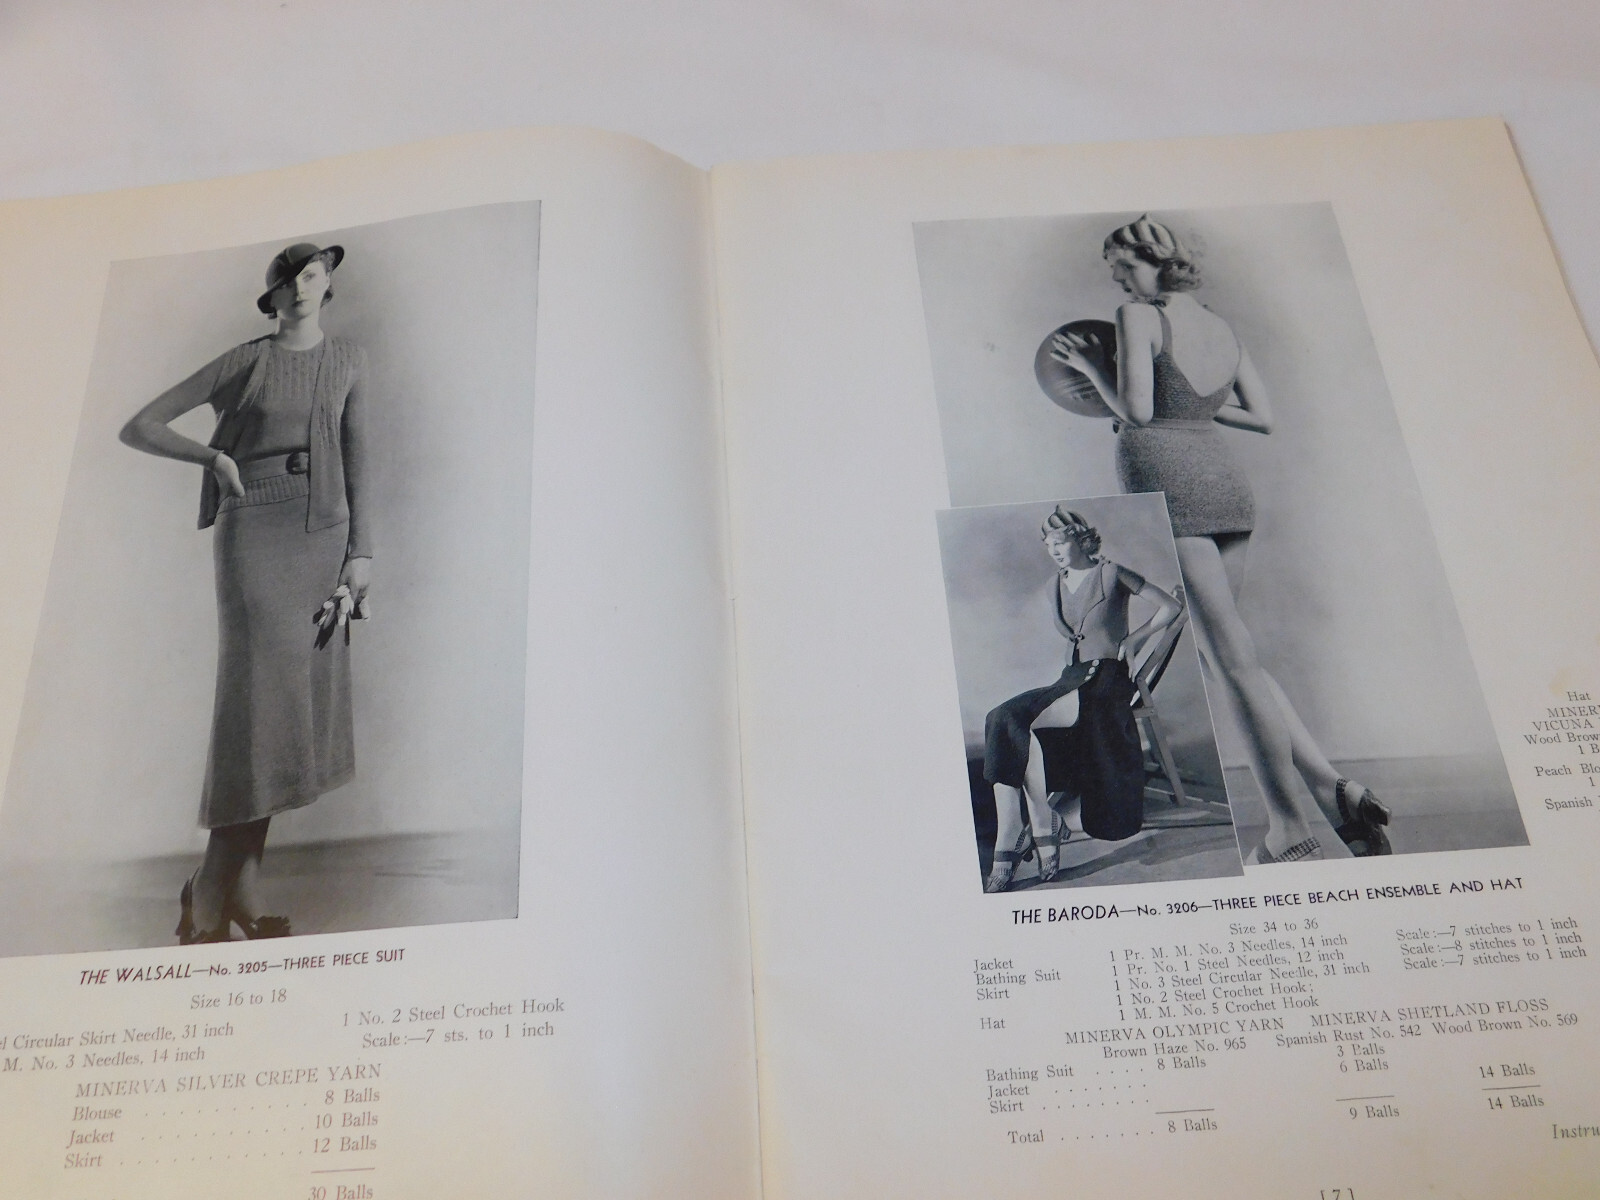 THE WALSALL—No. 3205—THREE PIECE SUIT
Size 16 to 18
Circular Skirt Needle, 31 inch
M. No. 3 Needles, 14 inch
1 No. 2 Steel Crochet Hook
Scale:—7 sts. to 1 inch
MINERVA SILVER CREPE YARN
Blouse . . . . . . . . . . 8 Balls
Jacket . . . . . . . . . . 10 Balls
Skirt . . . . . . . . . . . 12 Balls
30 Balls
THE BARODA—No. 3206—THREE PIECE BEACH ENSEMBLE AND HAT
Size 34 to 36
Jacket 1 Pr. M. M. No. 3 Needles, 14 inch Scale:—7 stitches to 1 inch
Bathing Suit 1 Pr. No. 1 Steel Needles, 12 inch Scale:—8 stitches to 1 inch
Skirt 1 No. 3 Steel Circular Needle, 31 inch Scale:—7 stitches to 1 inch
1 No. 2 Steel Crochet Hook;
Hat 1 M. M. No. 5 Crochet Hook
MINERVA OLYMPIC YARN MINERVA SHETLAND FLOSS
Brown Haze No. 965 Spanish Rust No. 542 Wood Brown No. 569
Bathing Suit . . . . . 8 Balls 3 Balls
Jacket . . . . . . . 6 Balls
Skirt . . . . . . . . 14 Balls
Total . . . . . . . 8 Balls 9 Balls 14 Balls
[7]
Hat
VICUNA
Wood Brow
1 B
Peach Blo
1
Spanish